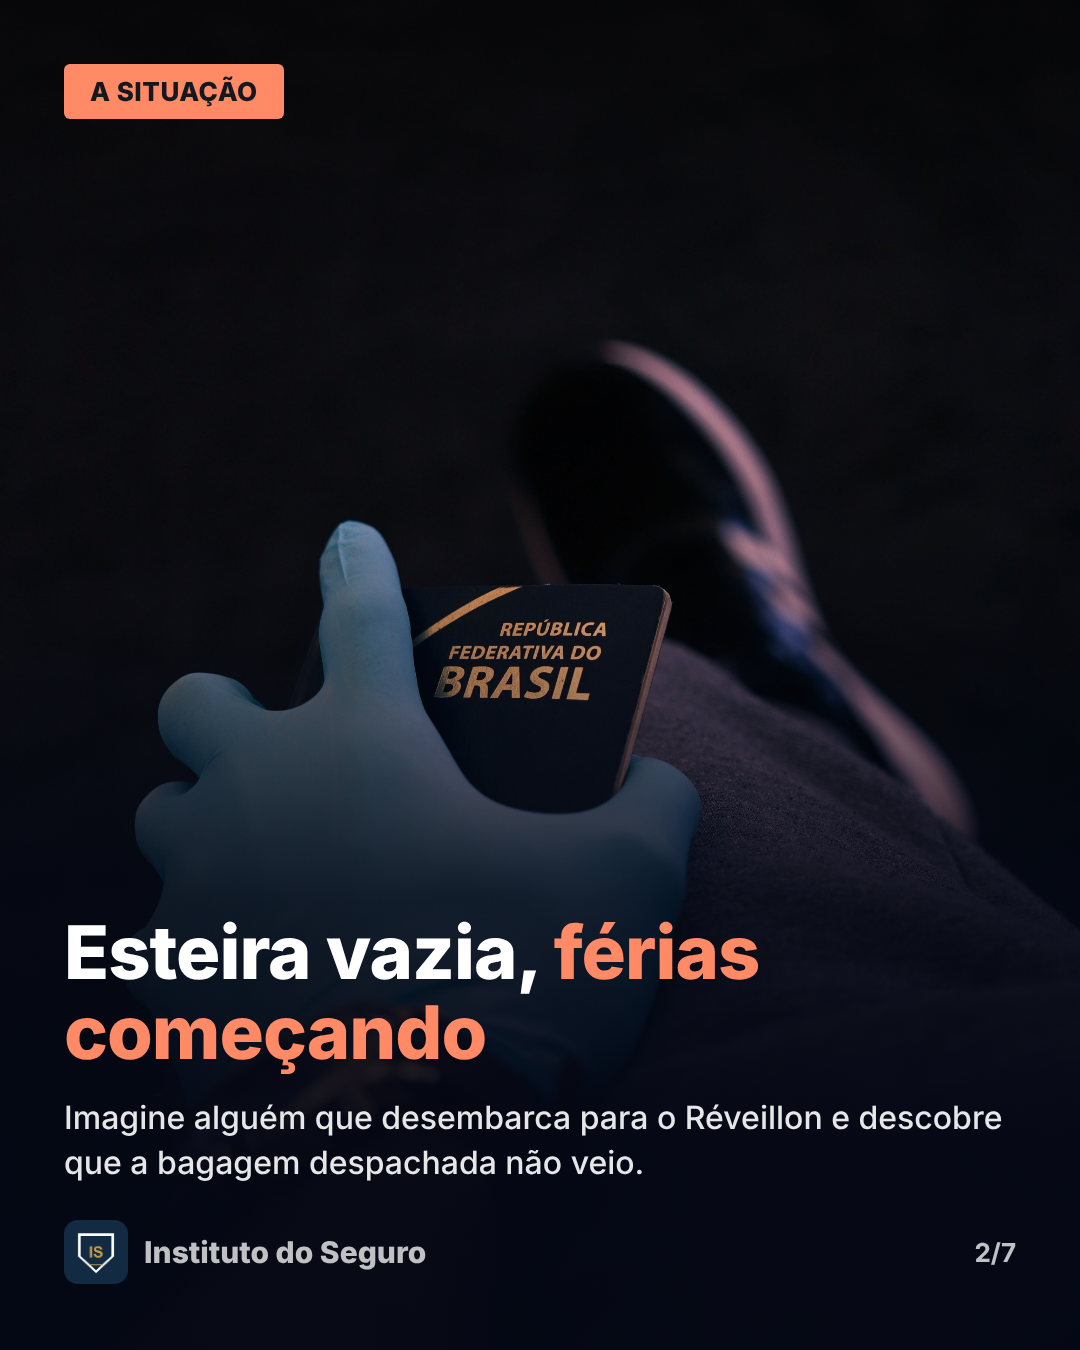 A SITUAÇÃO
REPÚBLICA
FEDERATIVA DO
BRASIL
Esteira vazia, férias
começando
Imagine alguém que desembarca para o Réveillon e descobre
que a bagagem despachada não veio.
IS
Instituto do Seguro
2/7